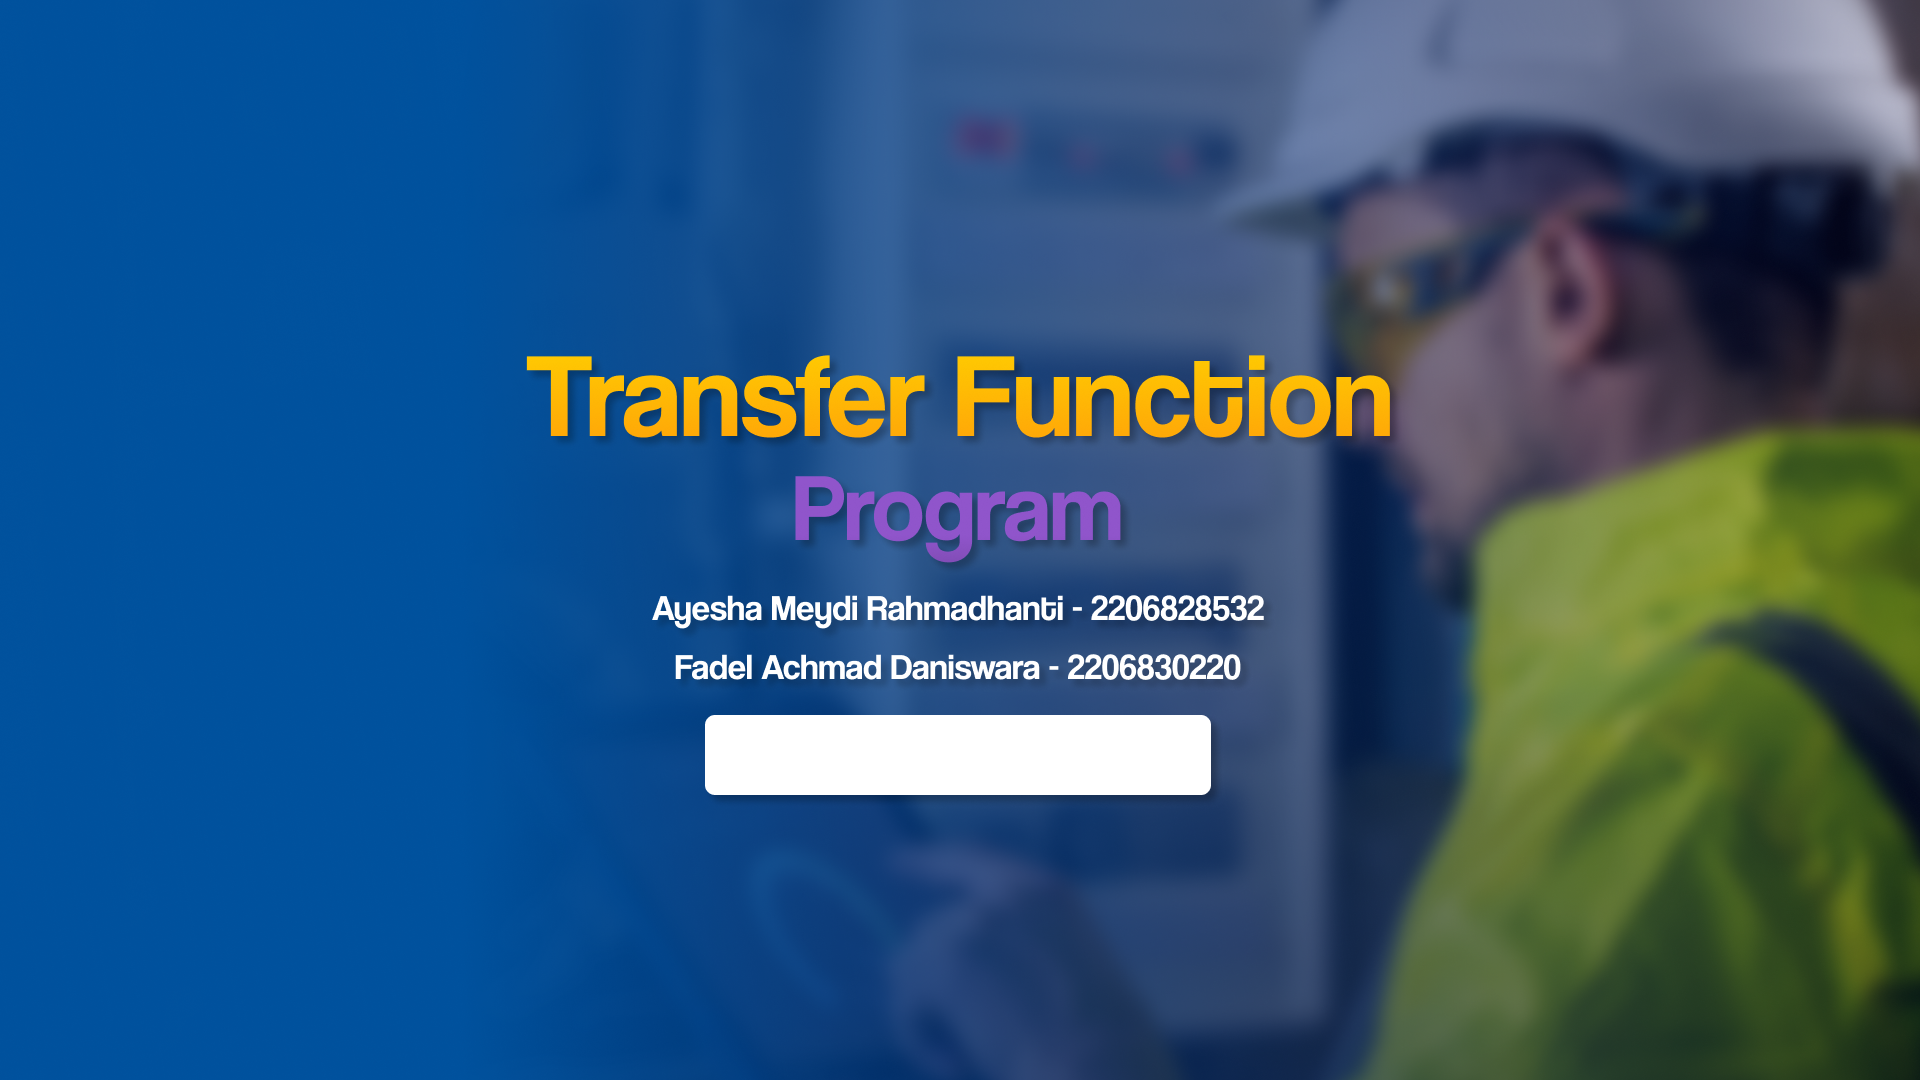 Transfer Function
Program
Ayesha Meydi Rahmadhanti - 2206828532
Fadel Achmad Daniswara - 2206830220